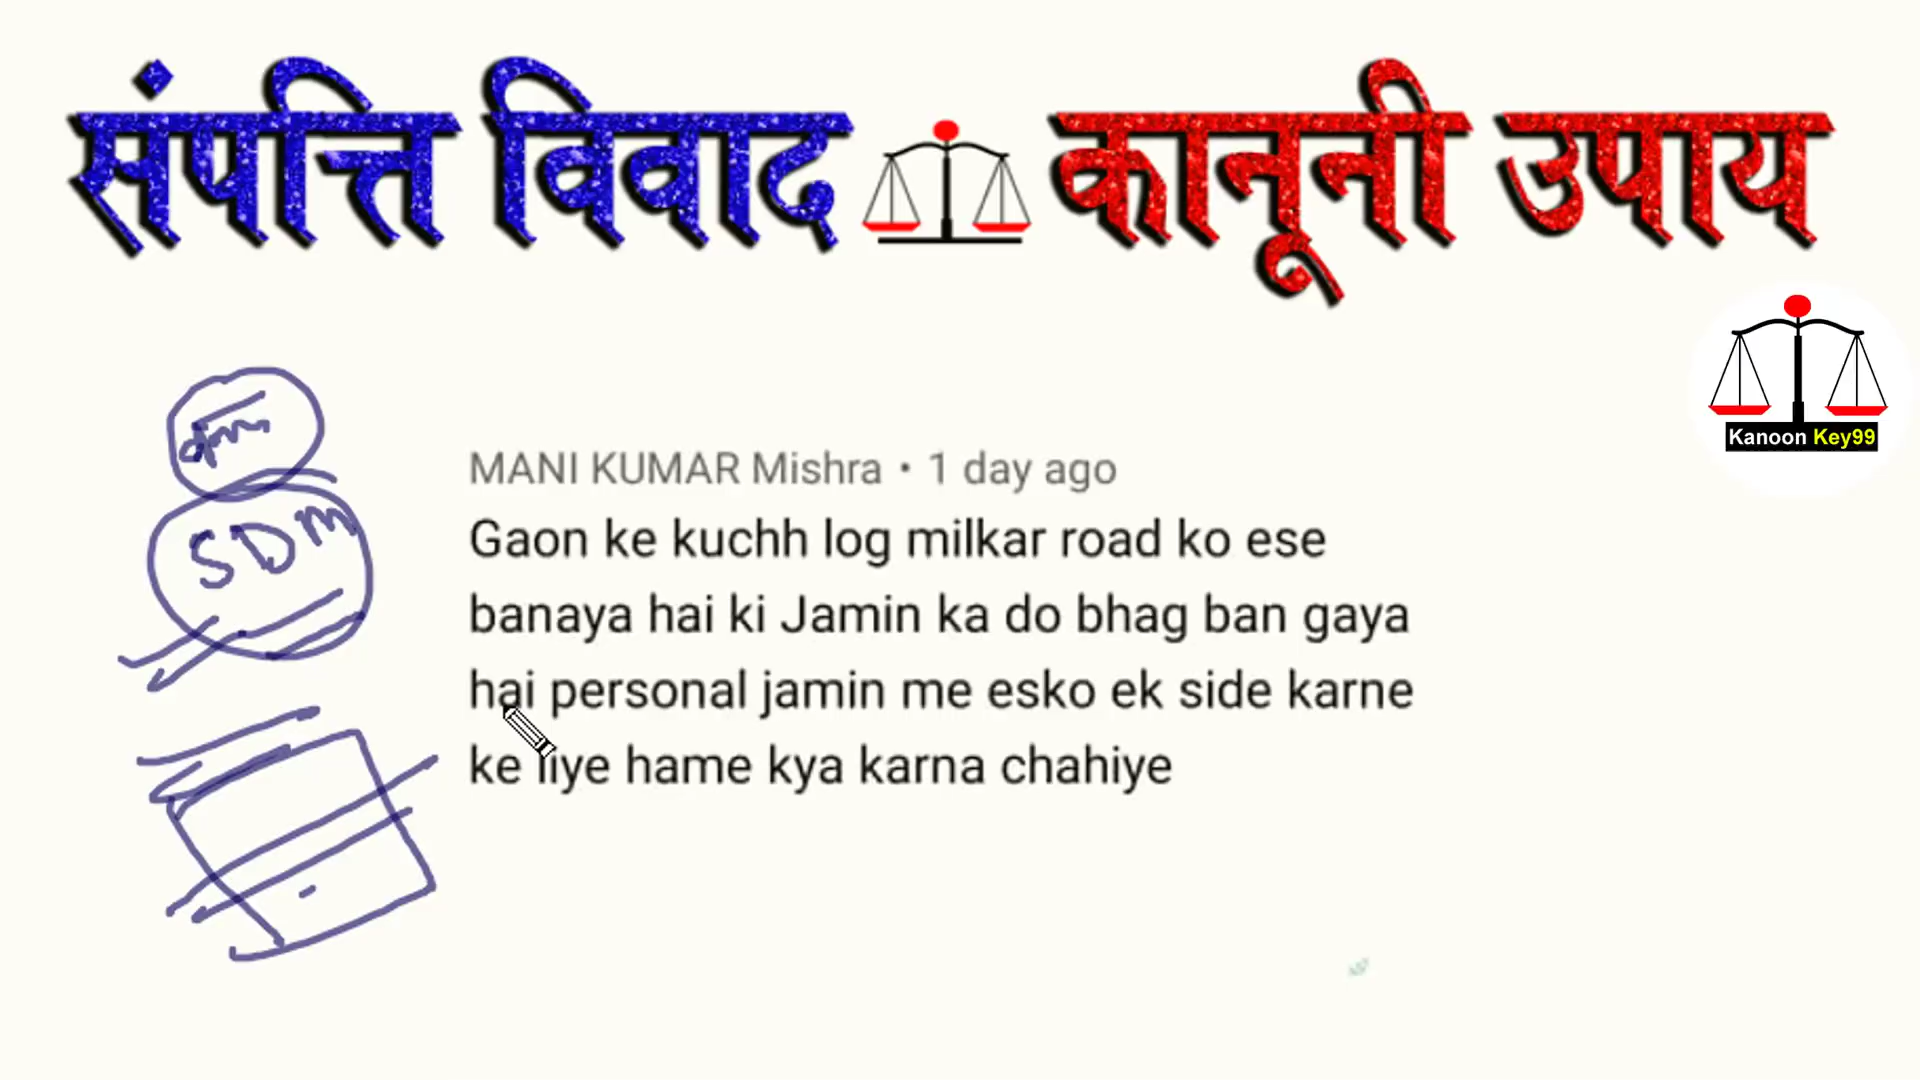 संपत्ति विवाद कानूनी उपाय
Kanoon Key99
dm
SDM
MANI KUMAR Mishra • 1 day ago
Gaon ke kuchh log milkar road ko ese
banaya hai ki Jamin ka do bhag ban gaya
hai personal jamin me esko ek side karne
ke liye hame kya karna chahiye